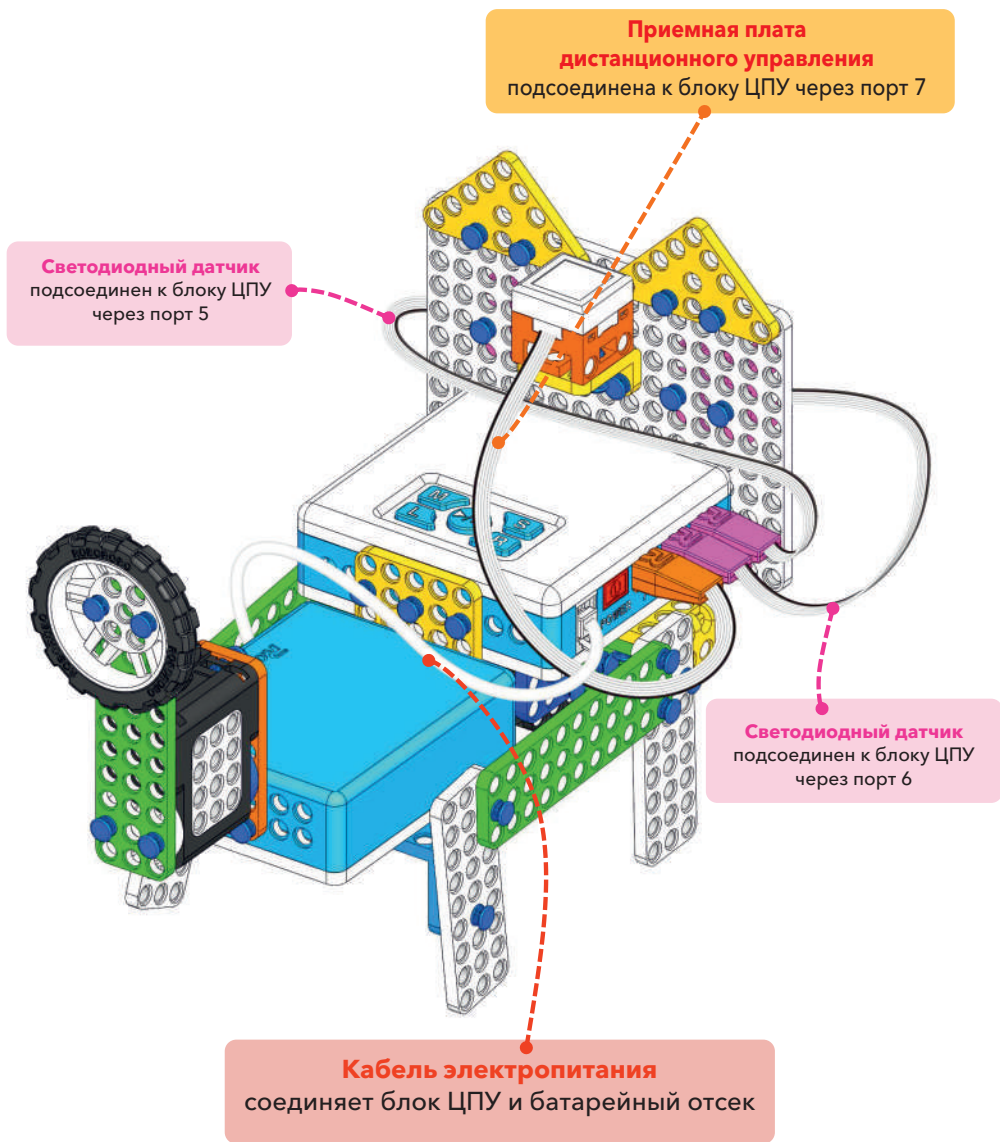 Приемная плата
дистанционного управления
подсоединена к блоку ЦПУ через порт 7
Светодиодный датчик
подсоединен к блоку ЦПУ
через порт 5
M
L
S
ROBOROBO
Светодиодный датчик
подсоединен к блоку ЦПУ
через порт 6
Кабель электропитания
соединяет блок ЦПУ и батарейный отсек